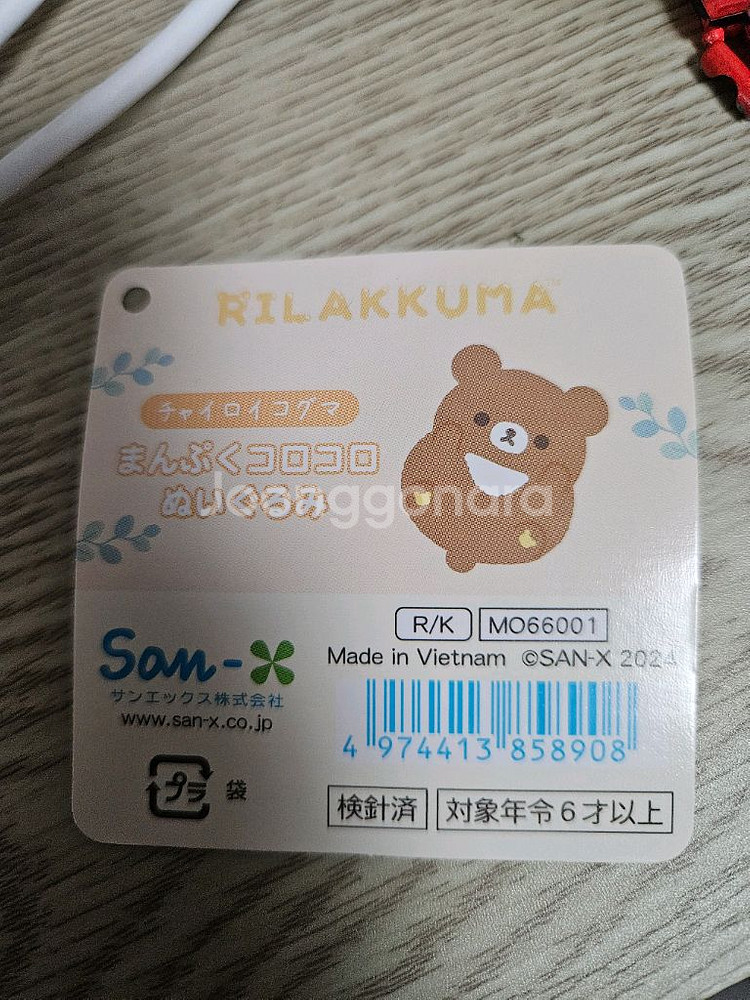 RILAKKUMA
チャイロイコグマ
まんぷくコロコロ
ぬいぐるみ
Joonggonara
San-X
サンエックス株式会社
www.san-x.co.jp
プラ 袋
R/K MO66001
Made in Vietnam ©SAN-X 2024
4 974413 858908
検針済 対象年令6才以上